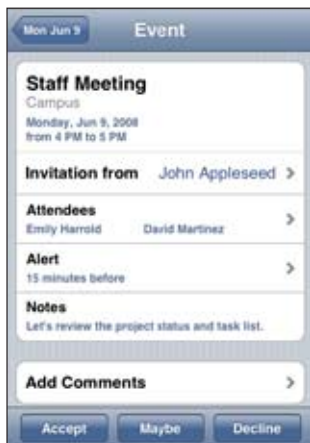 Mon Jun 9 Event
Staff Meeting
Campus
Monday, Jun 9, 2008
from 4 PM to 5 PM
Invitation from John Appleseed
Attendees
Emily Harrold David Martinez
Alert
15 minutes before
Notes
Let's review the project status and task list.
Add Comments
Accept Maybe Decline